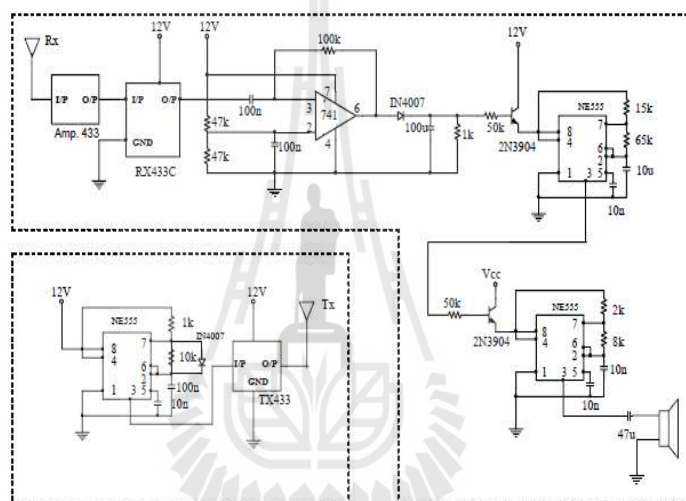 Rx
12V
12V
100k
12V
I/P O/P
Amp. 433
I/P O/P
GND
RX433C
100n
47k
47k
100n
3
2
7
741
6
4
IN4007
100u
1k
50k
2N3904
NE555
8
4
7
6
2
1 3 5
15k
65k
10u
10n
12V
NE555
8
4
7
6
2
1 3 5
1k
10k
IN4007
100n
10n
12V
Tx
I/P O/P
GND
TX433
50k
Vcc
2N3904
NE555
8
4
7
6
2
1 3 5
2k
8k
10n
10n
47u